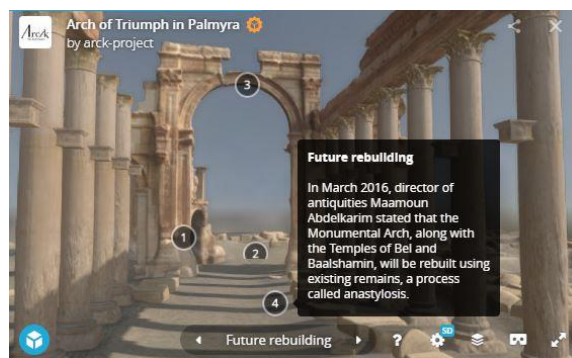 Arck
Arch of Triumph in Palmyra
by arck-project
3
Future rebuilding
In March 2016, director of
antiquities Maamoun
Abdelkarim stated that the
Monumental Arch, along with
the Temples of Bel and
Baalshamin, will be rebuilt using
existing remains, a process
called anastylosis.
1
2
4
Future rebuilding
?
SD